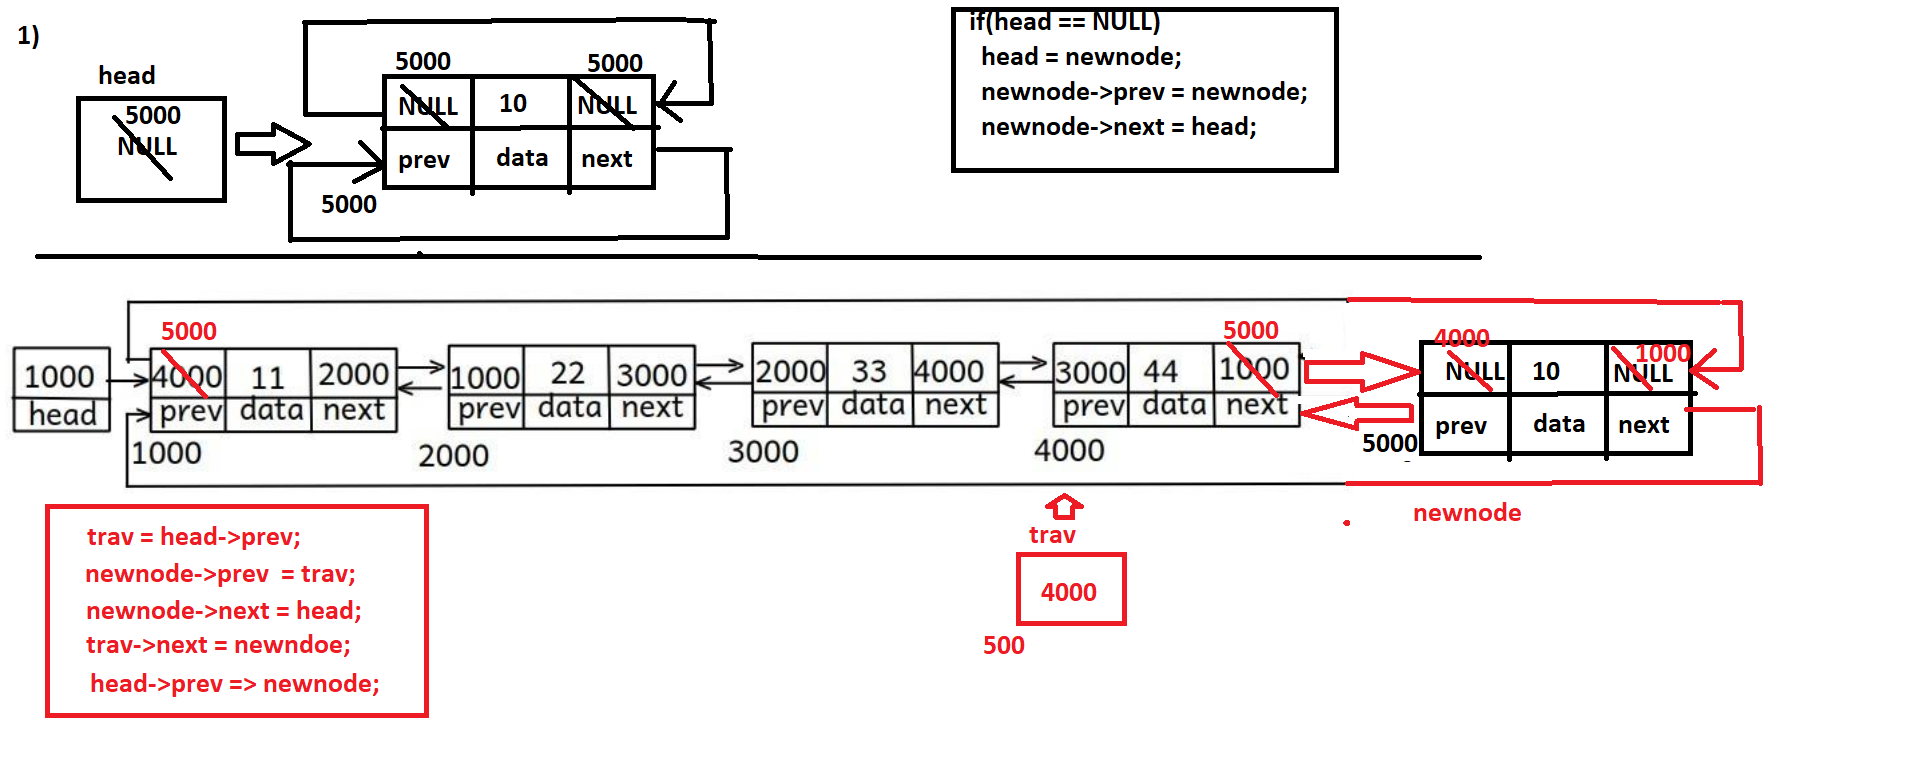 1)
head
5000
NULL
5000 5000
NULL 10 NULL
prev data next
5000
if(head == NULL)
head = newnode;
newnode->prev = newnode;
newnode->next = head;
5000 5000 4000
1000 4000 11 2000 1000 22 3000 2000 33 4000 3000 44 1000 NULL 10 1000 NULL
head prev data next prev data next prev data next prev data next prev data next
1000 2000 3000 4000 5000
newnode
trav
4000
500
trav = head->prev;
newnode->prev = trav;
newnode->next = head;
trav->next = newndoe;
head->prev => newnode;